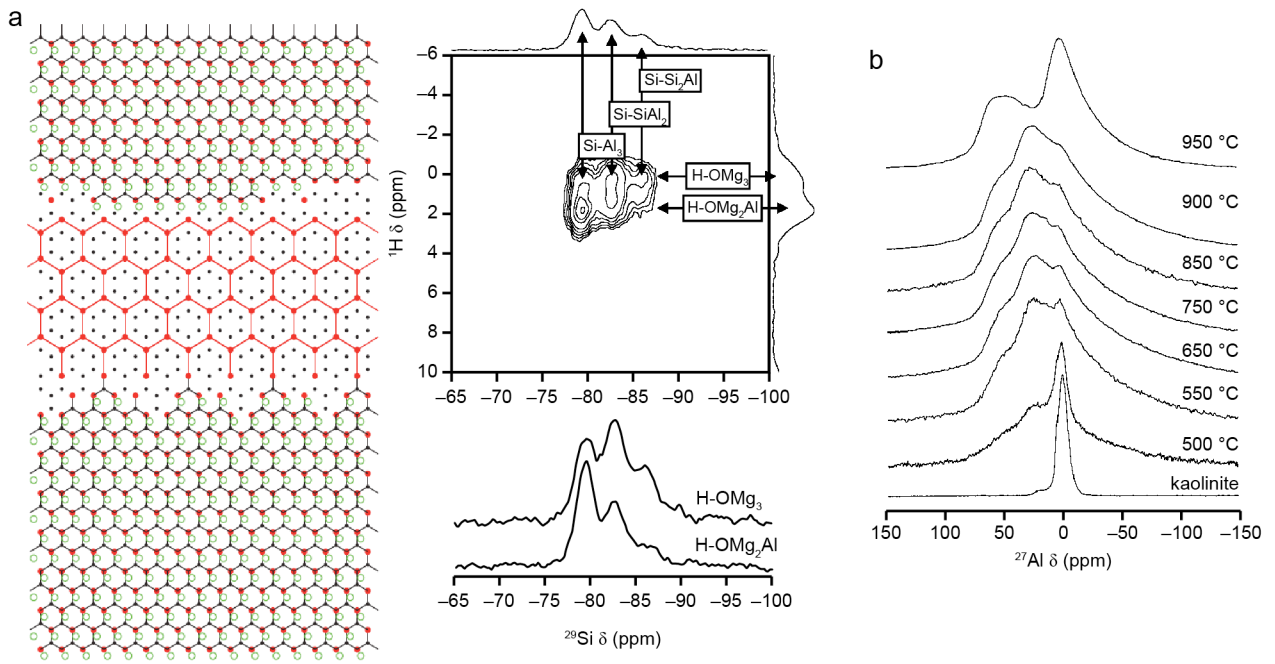 a
–6
–4
–2
0
2
4
6
8
10
¹H δ (ppm)
Si-Si₂Al
Si-SiAl₂
Si-Al₃
H-OMg₃
H-OMg₂Al
–65 –70 –75 –80 –85 –90 –95 –100
H-OMg₃
H-OMg₂Al
–65 –70 –75 –80 –85 –90 –95 –100
²⁹Si δ (ppm)
b
950 °C
900 °C
850 °C
750 °C
650 °C
550 °C
500 °C
kaolinite
150 100 50 0 –50 –100 –150
²⁷Al δ (ppm)